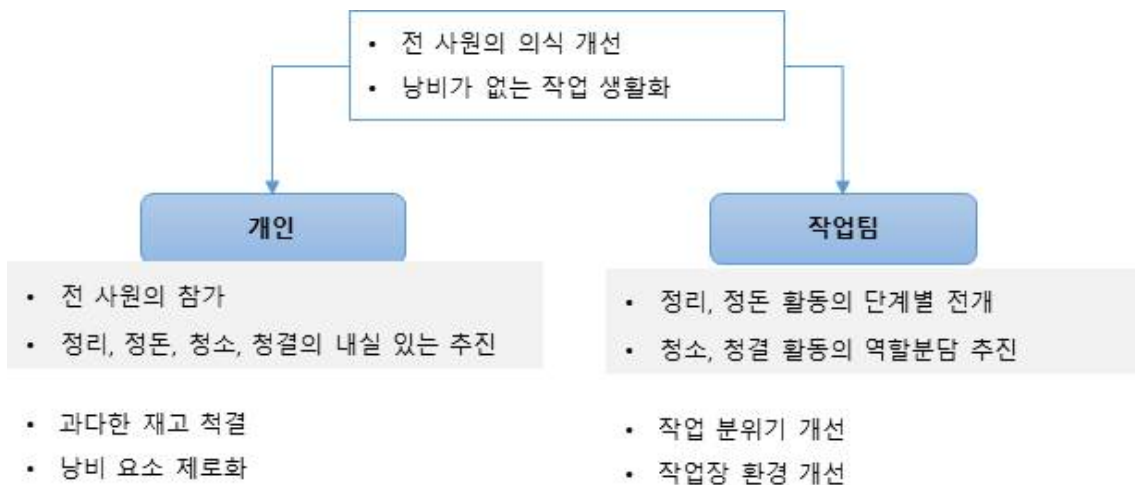 • 전 사원의 의식 개선
• 낭비가 없는 작업 생활화
개인
• 전 사원의 참가
• 정리, 정돈, 청소, 청결의 내실 있는 추진
• 과다한 재고 척결
• 낭비 요소 제로화
작업팀
• 정리, 정돈 활동의 단계별 전개
• 청소, 청결 활동의 역할분담 추진
• 작업 분위기 개선
• 작업장 환경 개선